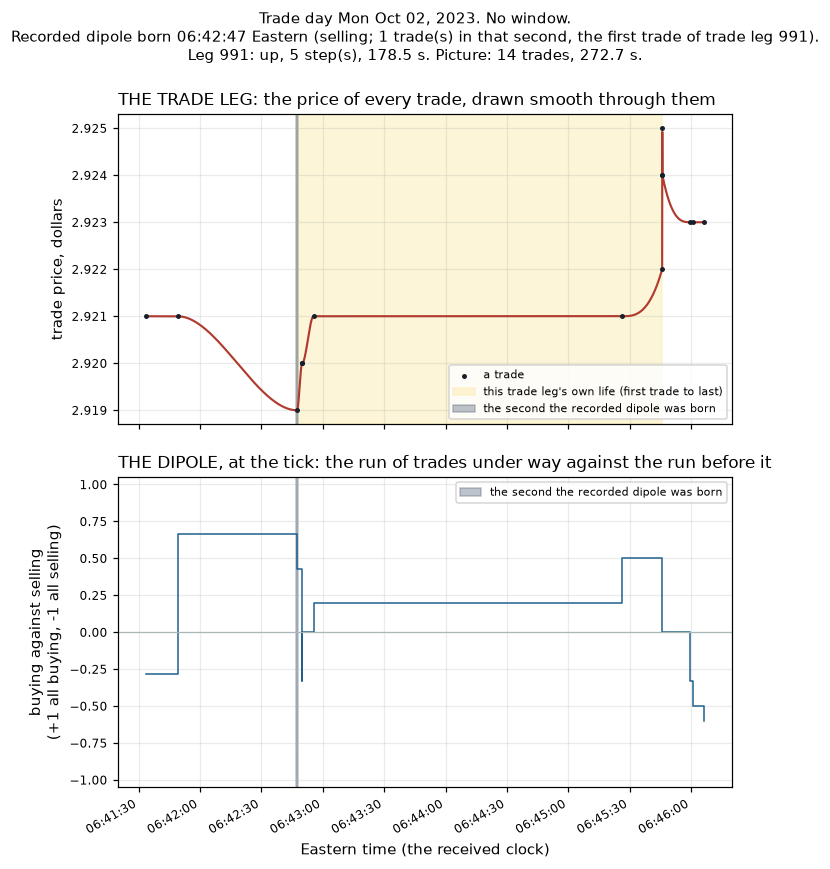 Trade day Mon Oct 02, 2023. No window.
Recorded dipole born 06:42:47 Eastern (selling; 1 trade(s) in that second, the first trade of trade leg 991).
Leg 991: up, 5 step(s), 178.5 s. Picture: 14 trades, 272.7 s.
THE TRADE LEG: the price of every trade, drawn smooth through them
trade price, dollars
2.925
2.924
2.923
2.922
2.921
2.920
2.919
a trade
this trade leg's own life (first trade to last)
the second the recorded dipole was born
THE DIPOLE, at the tick: the run of trades under way against the run before it
buying against selling
(+1 all buying, -1 all selling)
1.00
0.75
0.50
0.25
0.00
−0.25
−0.50
−0.75
−1.00
the second the recorded dipole was born
06:41:30
06:42:00
06:42:30
06:43:00
06:43:30
06:44:00
06:44:30
06:45:00
06:45:30
06:46:00
Eastern time (the received clock)